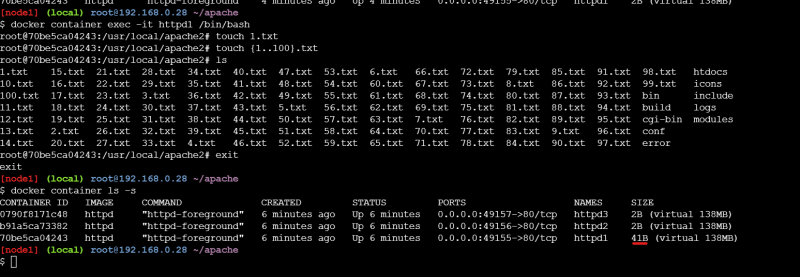 70be5ca04243 httpd "httpd-foreground" 4 minutes ago Up 4 minutes 0.0.0.0:49155->80/tcp httpd1 2B (virtual 138MB)
[node1] (local) root@192.168.0.28 ~/apache
$ docker container exec -it httpd1 /bin/bash
root@70be5ca04243:/usr/local/apache2# touch 1.txt
root@70be5ca04243:/usr/local/apache2# touch {1..100}.txt
root@70be5ca04243:/usr/local/apache2# ls
1.txt 15.txt 21.txt 28.txt 34.txt 40.txt 47.txt 53.txt 6.txt 66.txt 72.txt 79.txt 85.txt 91.txt 98.txt htdocs
10.txt 16.txt 22.txt 29.txt 35.txt 41.txt 48.txt 54.txt 60.txt 67.txt 73.txt 8.txt 86.txt 92.txt 99.txt icons
100.txt 17.txt 23.txt 3.txt 36.txt 42.txt 49.txt 55.txt 61.txt 68.txt 74.txt 80.txt 87.txt 93.txt bin include
11.txt 18.txt 24.txt 30.txt 37.txt 43.txt 5.txt 56.txt 62.txt 69.txt 75.txt 81.txt 88.txt 94.txt build logs
12.txt 19.txt 25.txt 31.txt 38.txt 44.txt 50.txt 57.txt 63.txt 7.txt 76.txt 82.txt 89.txt 95.txt cgi-bin modules
13.txt 2.txt 26.txt 32.txt 39.txt 45.txt 51.txt 58.txt 64.txt 70.txt 77.txt 83.txt 9.txt 96.txt conf
14.txt 20.txt 27.txt 33.txt 4.txt 46.txt 52.txt 59.txt 65.txt 71.txt 78.txt 84.txt 90.txt 97.txt error
root@70be5ca04243:/usr/local/apache2# exit
exit
[node1] (local) root@192.168.0.28 ~/apache
$ docker container ls -s
CONTAINER ID IMAGE COMMAND CREATED STATUS PORTS NAMES SIZE
0790f8171c48 httpd "httpd-foreground" 6 minutes ago Up 6 minutes 0.0.0.0:49157->80/tcp httpd3 2B (virtual 138MB)
b91a5ca73382 httpd "httpd-foreground" 6 minutes ago Up 6 minutes 0.0.0.0:49156->80/tcp httpd2 2B (virtual 138MB)
70be5ca04243 httpd "httpd-foreground" 6 minutes ago Up 6 minutes 0.0.0.0:49155->80/tcp httpd1 41B (virtual 138MB)
[node1] (local) root@192.168.0.28 ~/apache
$